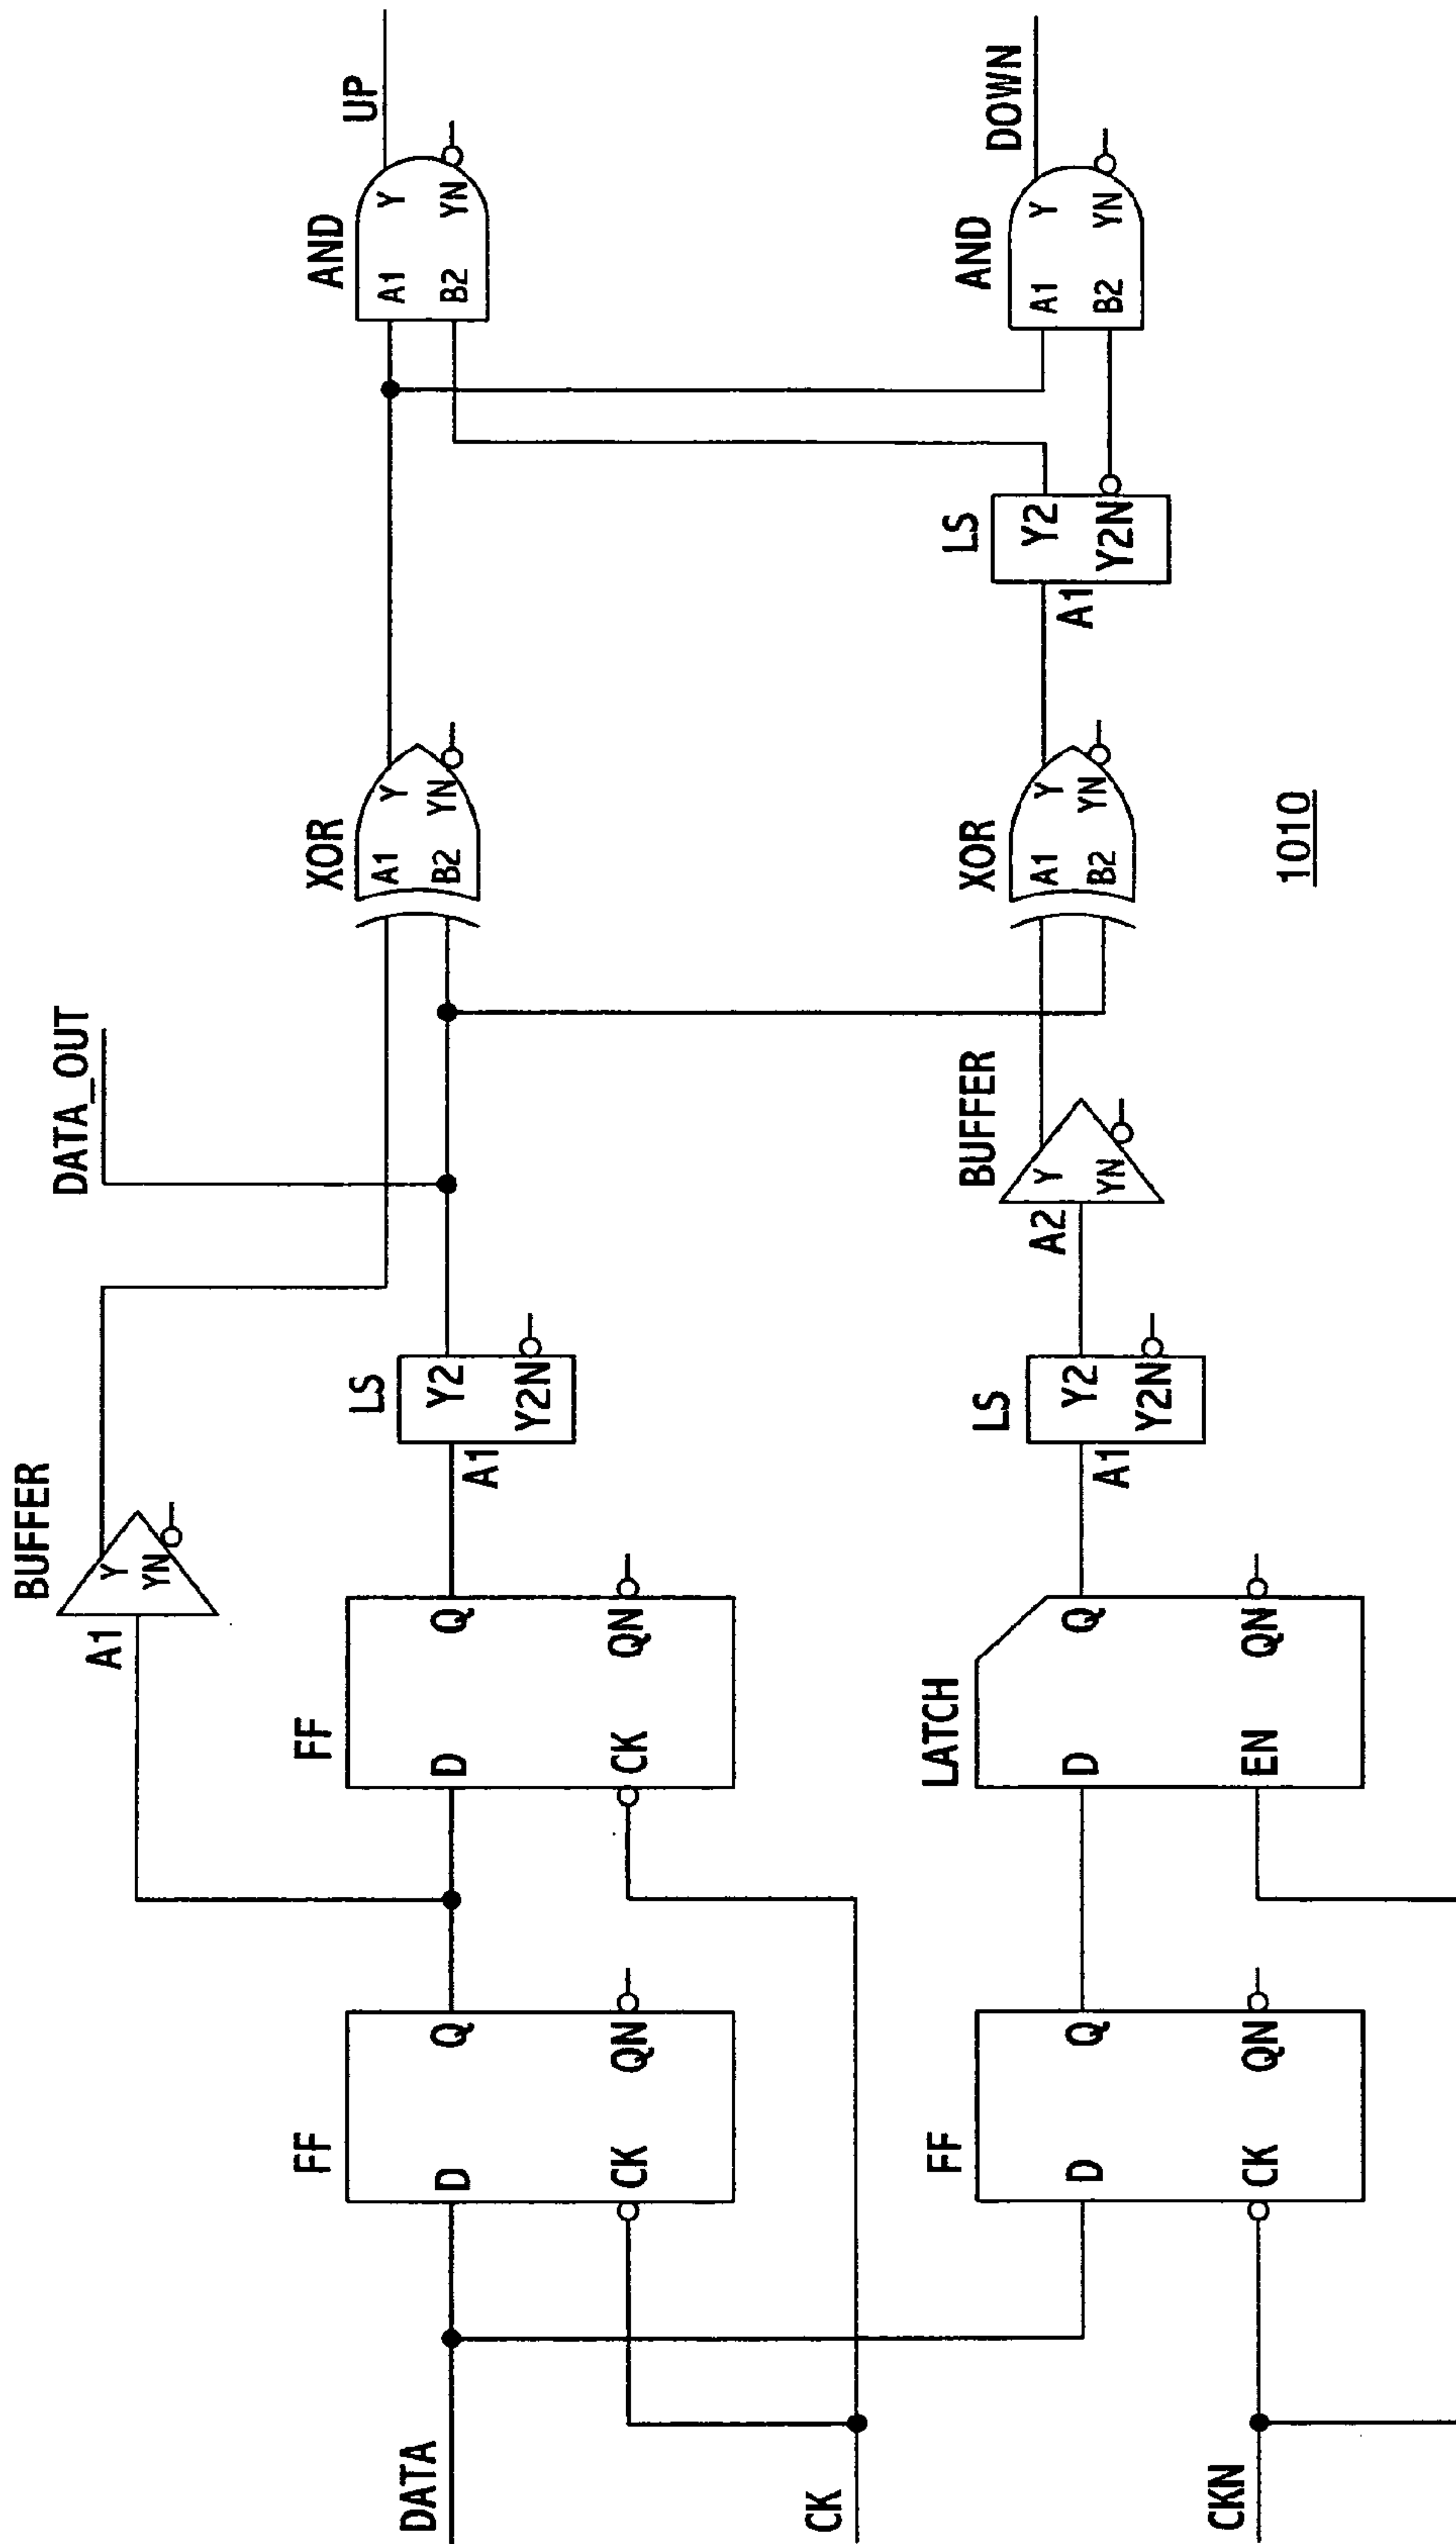 BUFFER
A1
Y
YN
DATA_OUT
DATA
FF
D
Q
CK
QN
FF
D
Q
CK
QN
LS
A1
Y2
Y2N
XOR
A1
B2
Y
YN
AND
A1
B2
Y
YN
UP
CK
CKN
FF
D
Q
CK
QN
LATCH
D
Q
EN
QN
LS
A1
Y2
Y2N
BUFFER
A2
Y
YN
XOR
A1
B2
Y
YN
LS
A1
Y2
Y2N
AND
A1
B2
Y
YN
DOWN
1010